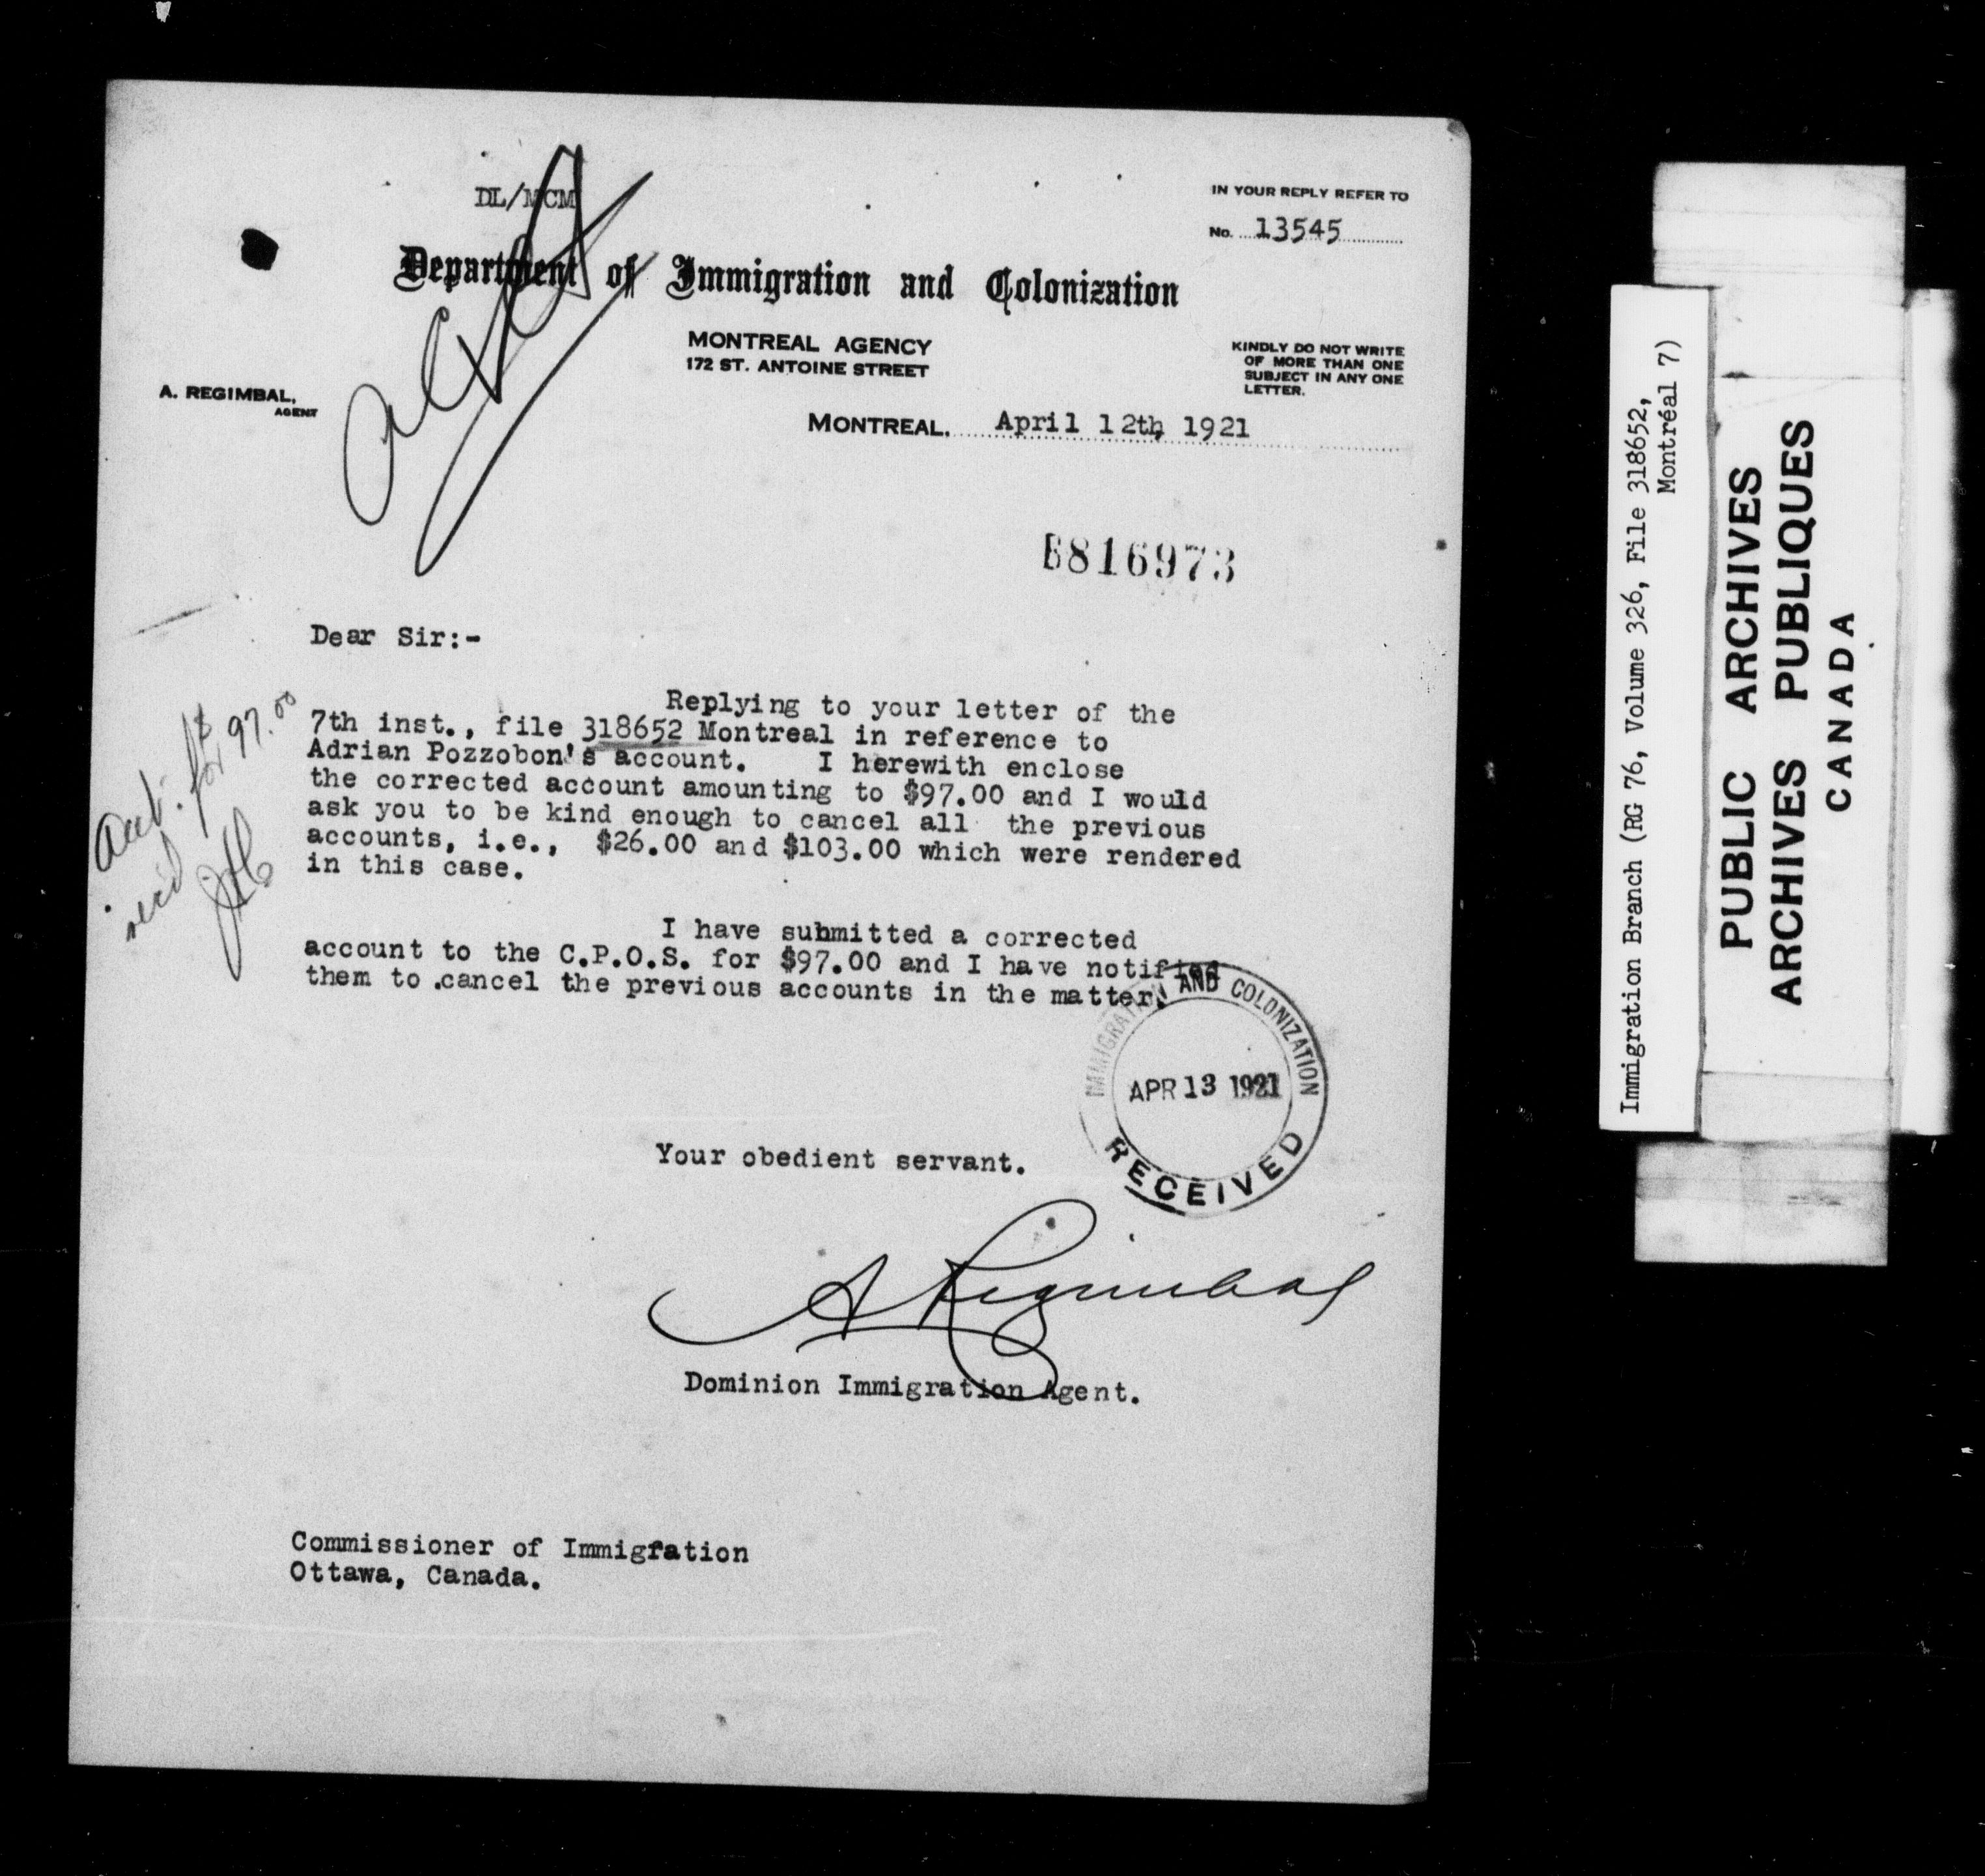 DL/MCM
IN YOUR REPLY REFER TO
No. 13545
Department of Immigration and Colonization
MONTREAL AGENCY
172 ST. ANTOINE STREET
KINDLY DO NOT WRITE
OF MORE THAN ONE
SUBJECT IN ANY ONE
LETTER.
A. REGIMBAL,
AGENT
MONTREAL. April 12th, 1921
B816973
Dear Sir:-
Replying to your letter of the
7th inst., file 318652 Montreal in reference to
Adrian Pozzobon's account. I herewith enclose
the corrected account amounting to $97.00 and I would
ask you to be kind enough to cancel all the previous
accounts, i.e., $26.00 and $103.00 which were rendered
in this case.
for $97.00
I have submitted a corrected
account to the C.P.O.S. for $97.00 and I have notified
them to cancel the previous accounts in the matter.
IMMIGRATION AND COLONIZATION
APR 13 1921
RECEIVED
Your obedient servant.
A Regimbal
Dominion Immigration Agent.
Commissioner of Immigration
Ottawa, Canada.
Immigration Branch (RG 76, Volume 326, File 318652,
Montréal 7)
PUBLIC ARCHIVES
ARCHIVES PUBLIQUES
CANADA